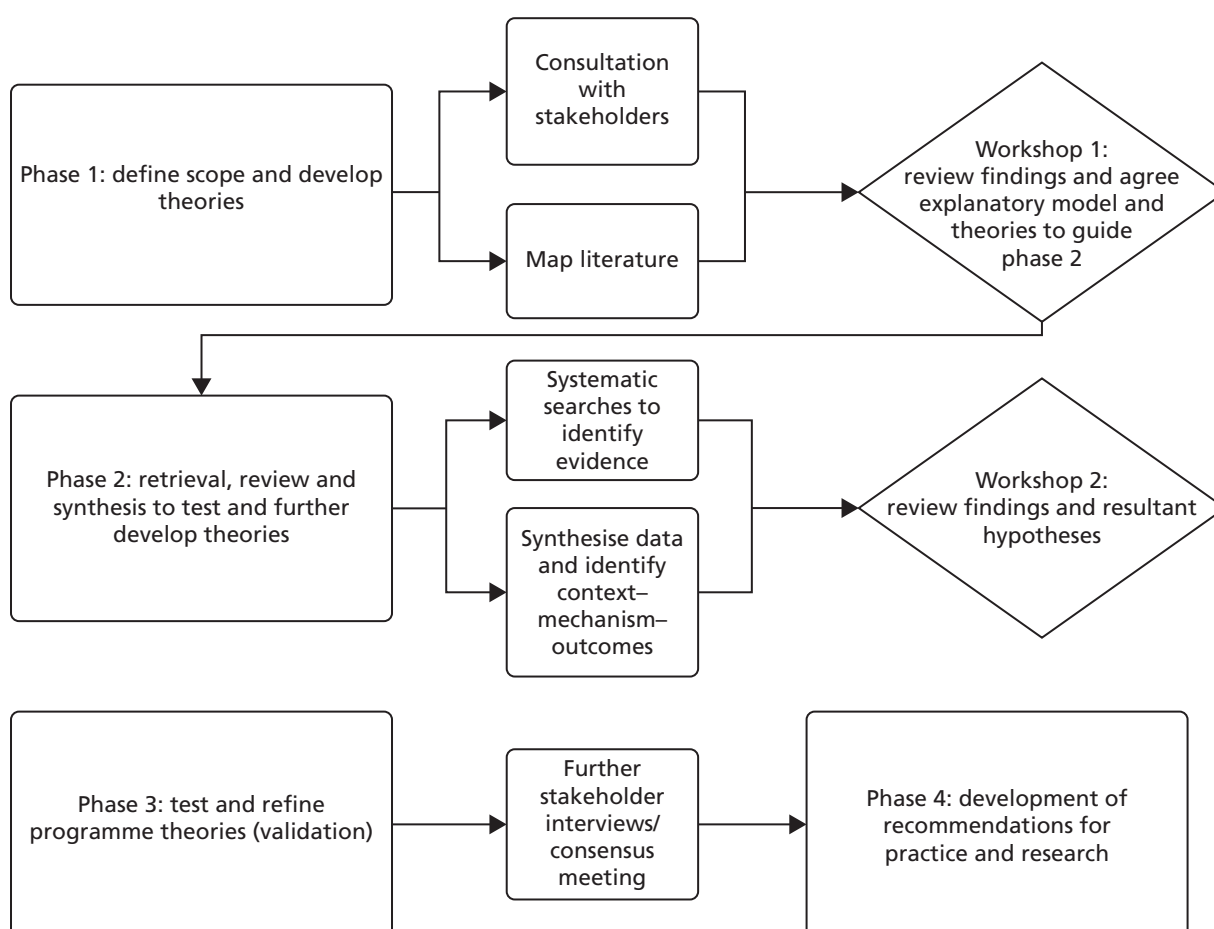 Phase 1: define scope and develop
theories
Consultation
with
stakeholders
Map literature
Workshop 1:
review findings and agree
explanatory model and
theories to guide
phase 2
Phase 2: retrieval, review and
synthesis to test and further
develop theories
Systematic
searches to
identify
evidence
Synthesise data
and identify
context–
mechanism–
outcomes
Workshop 2:
review findings and resultant
hypotheses
Phase 3: test and refine
programme theories (validation)
Further
stakeholder
interviews/
consensus
meeting
Phase 4: development of
recommendations for
practice and research